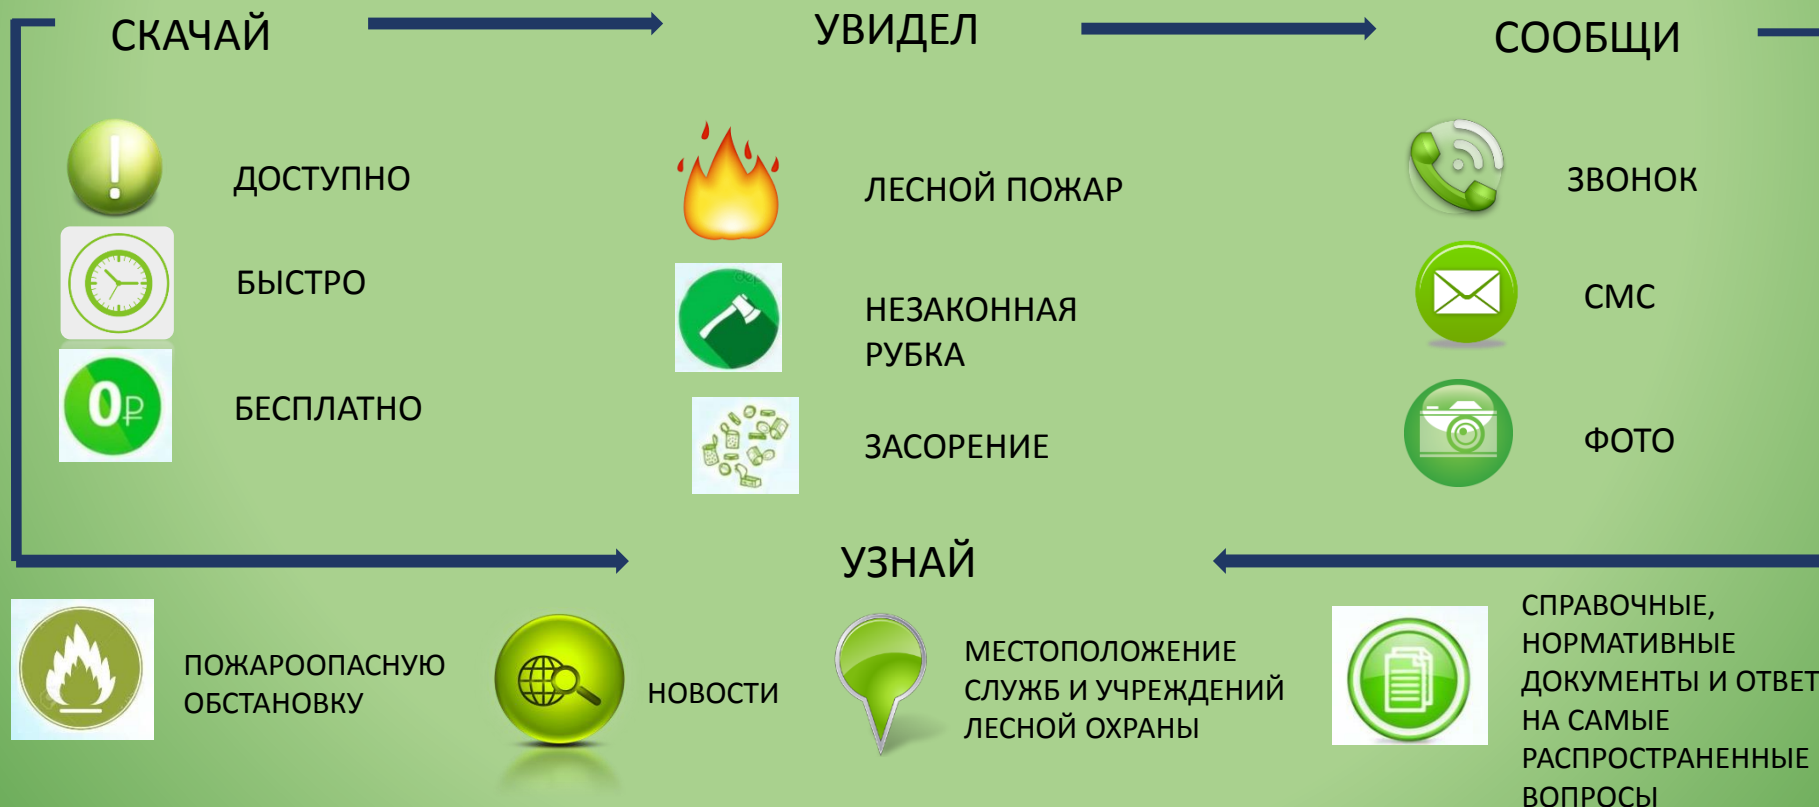 СКАЧАЙ
УВИДЕЛ
СООБЩИ
ДОСТУПНО
БЫСТРО
0₽
БЕСПЛАТНО
ЛЕСНОЙ ПОЖАР
НЕЗАКОННАЯ
РУБКА
ЗАСОРЕНИЕ
ЗВОНОК
СМС
ФОТО
УЗНАЙ
ПОЖАРООПАСНУЮ
ОБСТАНОВКУ
НОВОСТИ
МЕСТОПОЛОЖЕНИЕ
СЛУЖБ И УЧРЕЖДЕНИЙ
ЛЕСНОЙ ОХРАНЫ
СПРАВОЧНЫЕ,
НОРМАТИВНЫЕ
ДОКУМЕНТЫ И ОТВЕТ
НА САМЫЕ
РАСПРОСТРАНЕННЫЕ
ВОПРОСЫ